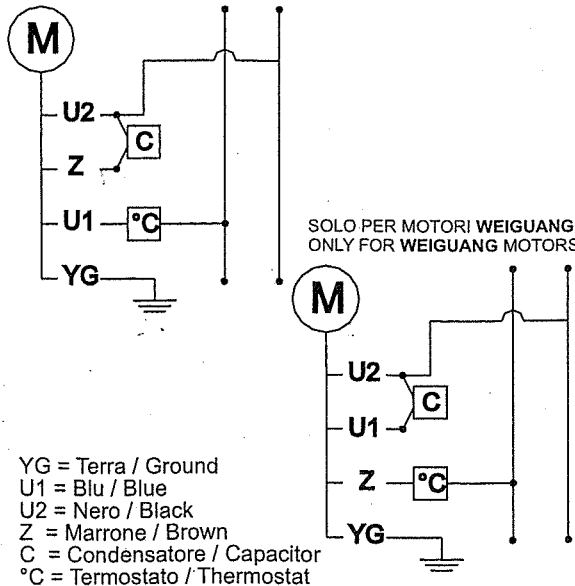 M
U2
C
Z
U1 °C
YG
SOLO PER MOTORI WEIGUANG
ONLY FOR WEIGUANG MOTORS
M
U2
C
U1
Z °C
YG
YG = Terra / Ground
U1 = Blu / Blue
U2 = Nero / Black
Z = Marrone / Brown
C = Condensatore / Capacitor
°C = Termostato / Thermostat